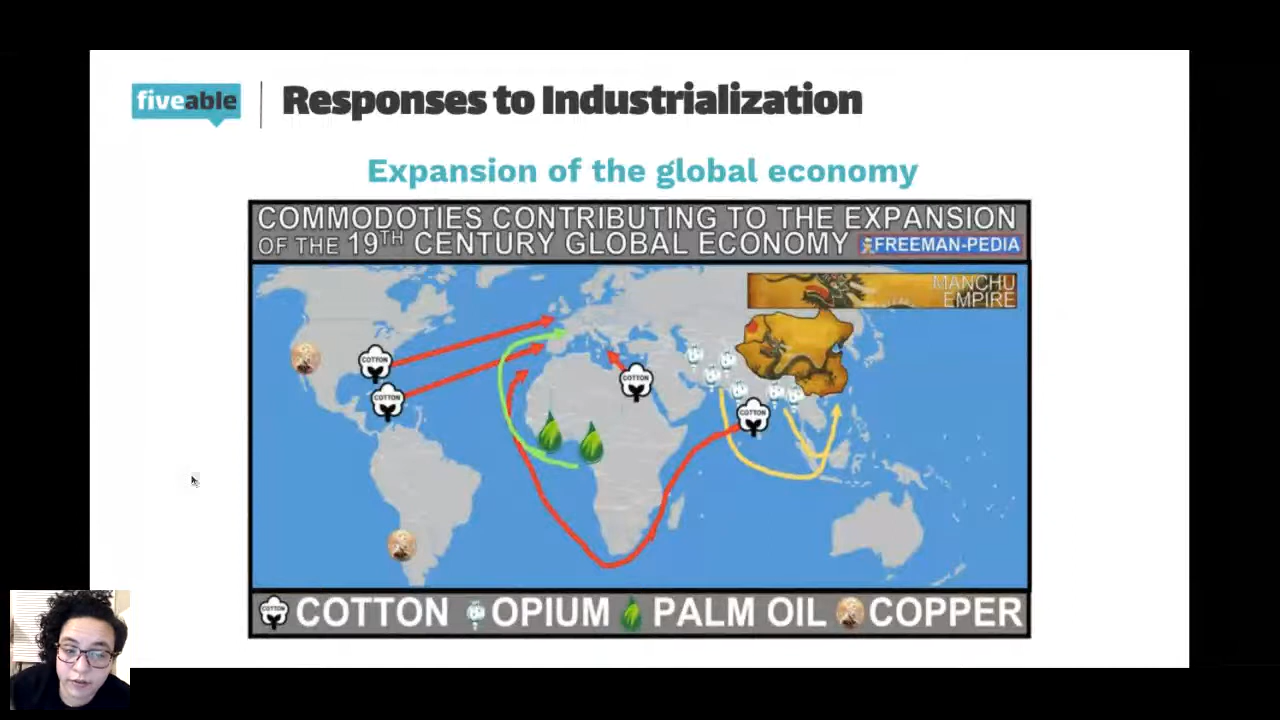 fiveable
Responses to Industrialization
Expansion of the global economy
COMMODOTIES CONTRIBUTING TO THE EXPANSION
OF THE 19TH CENTURY GLOBAL ECONOMY FREEMAN-PEDIA
MANCHU
EMPIRE
COTTON
COTTON
COTTON
COTTON
COTTON COTTON OPIUM PALM OIL COPPER